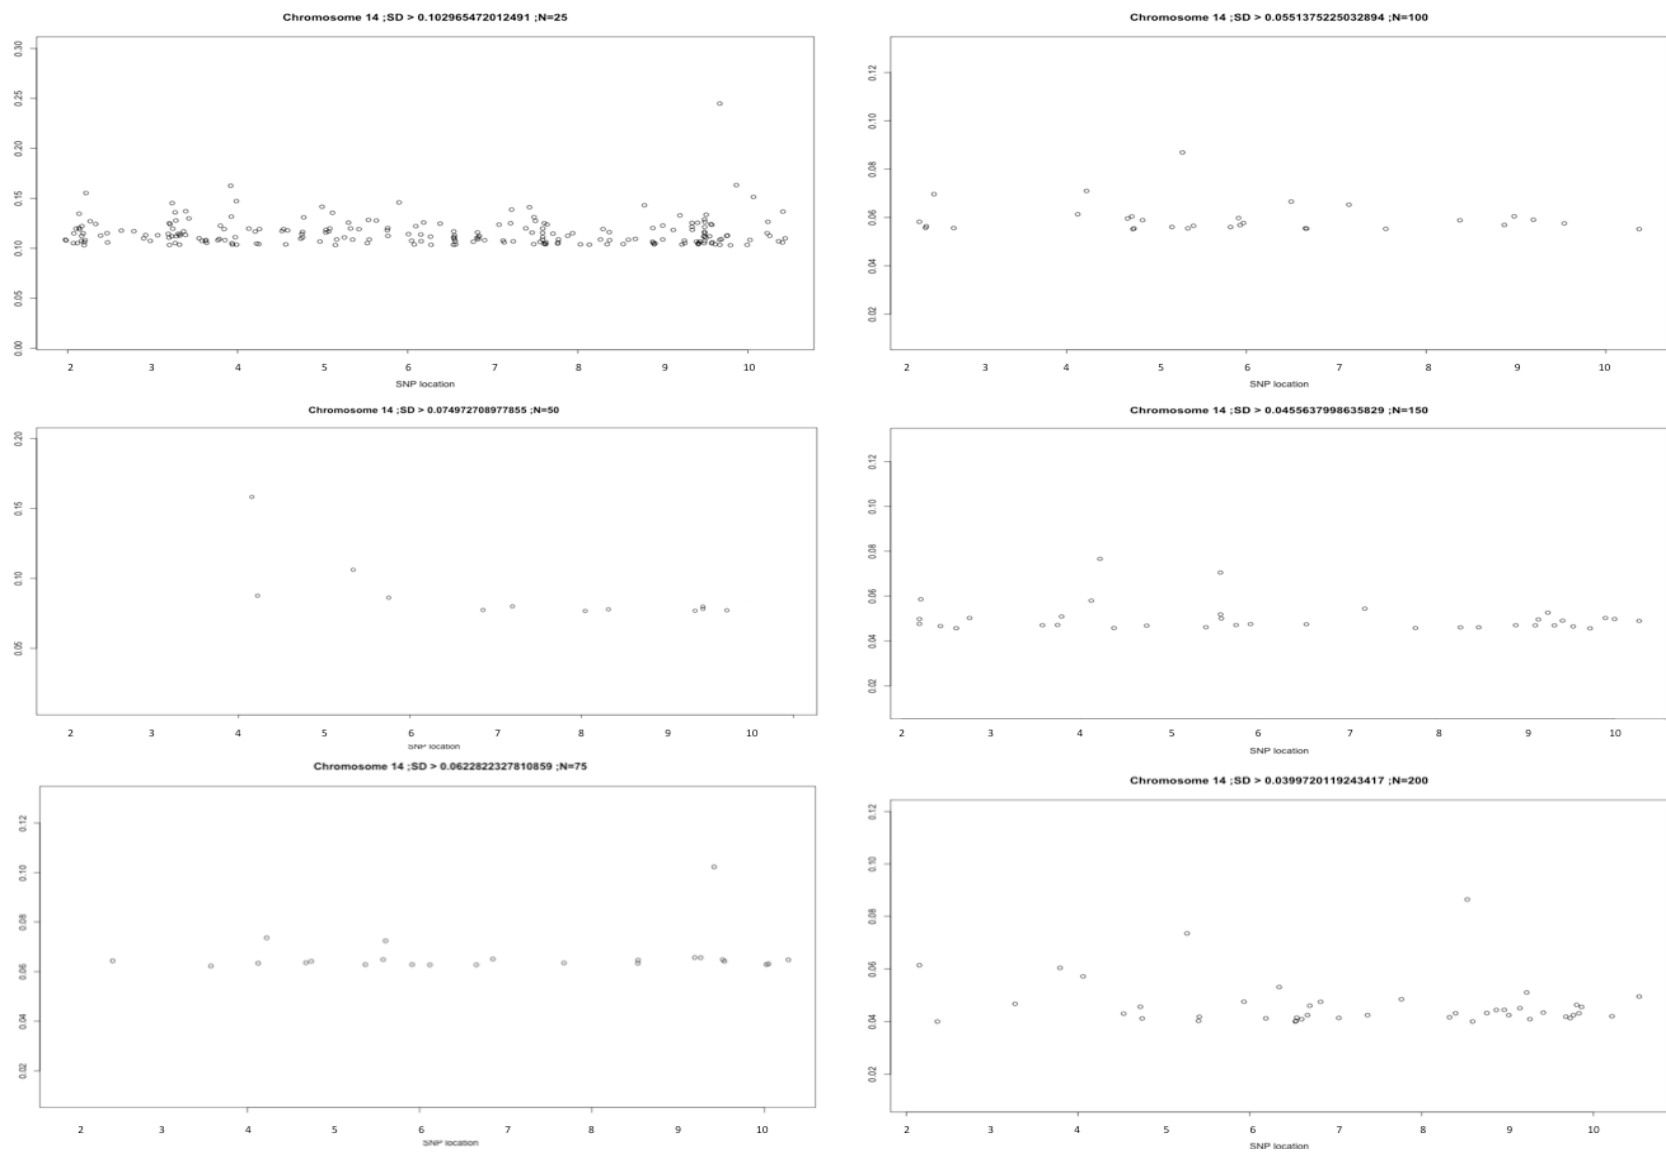 Chromosome 14 ;SD > 0.102965472012491 ;N=25
0.30
0.25
0.20
0.15
0.10
0.05
0.00
2 3 4 5 6 7 8 9 10
SNP location
Chromosome 14 ;SD > 0.074972708977855 ;N=50
0.20
0.15
0.10
0.05
2 3 4 6 8 9 10
SNP location
Chromosome 14 ;SD > 0.0622822327810859 ;N=75
0.12
0.10
0.08
0.06
0.04
0.02
2 3 4 5 6 7 8 9 10
SNP location
Chromosome 14 ;SD > 0.0551375225032894 ;N=100
0.12
0.10
0.08
0.06
0.04
0.02
2 3 4 5 6 7 8 9 10
SNP location
Chromosome 14 ;SD > 0.0455637998635829 ;N=150
0.12
0.10
0.08
0.06
0.04
0.02
2 3 4 5 6 7 8 9 10
SNP location
Chromosome 14 ;SD > 0.0399720119243417 ;N=200
0.12
0.10
0.08
0.06
0.04
0.02
2 4 5 6 7 8 9 10
SNP location